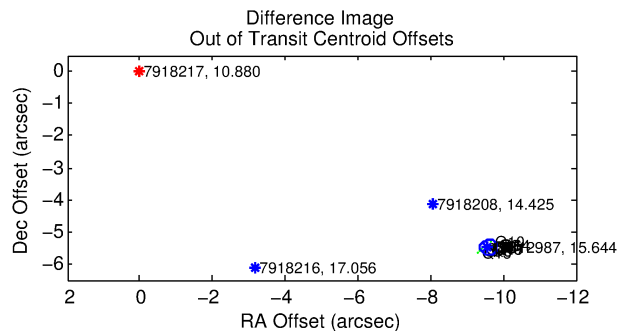 Difference Image
Out of Transit Centroid Offsets
Dec Offset (arcsec)
0
−1
−2
−3
−4
−5
−6
7918217, 10.880
7918208, 14.425
2987, 15.644
7918216, 17.056
2 0 −2 −4 −6 −8 −10 −12
RA Offset (arcsec)